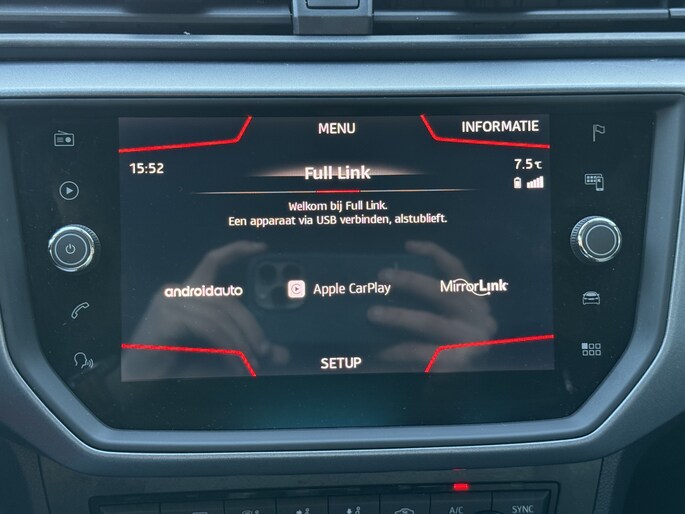 MENU
INFORMATIE
15:52
Full Link
7.5℃
Welkom bij Full Link.
Een apparaat via USB verbinden, alstublieft.
androidauto
Apple CarPlay
MirrorLink
SETUP
A/C
SYNC